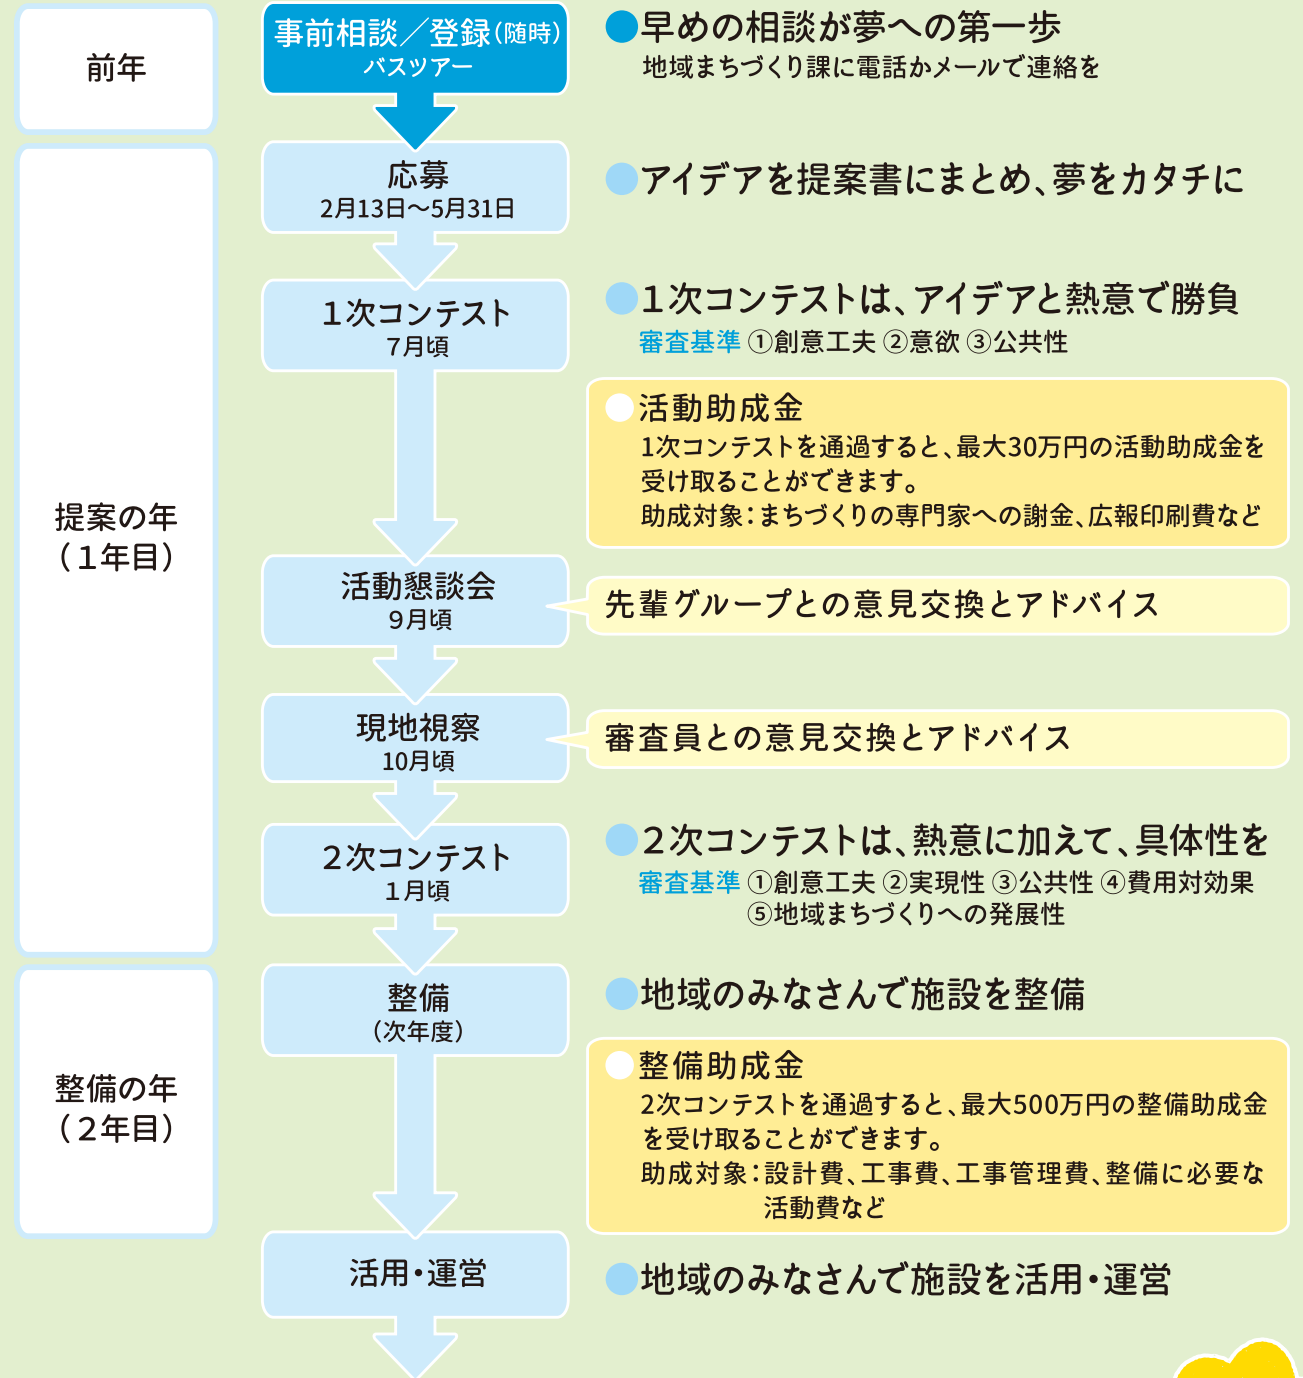 前年
事前相談／登録(随時)
バスツアー
●早めの相談が夢への第一歩
地域まちづくり課に電話かメールで連絡を
提案の年
(1年目)
応募
2月13日～5月31日
●アイデアを提案書にまとめ、夢をカタチに
1次コンテスト
7月頃
●1次コンテストは、アイデアと熱意で勝負
審査基準 ①創意工夫 ②意欲 ③公共性
●活動助成金
1次コンテストを通過すると、最大30万円の活動助成金を
受け取ることができます。
助成対象：まちづくりの専門家への謝金、広報印刷費など
活動懇談会
9月頃
先輩グループとの意見交換とアドバイス
現地視察
10月頃
審査員との意見交換とアドバイス
2次コンテスト
1月頃
●2次コンテストは、熱意に加えて、具体性を
審査基準 ①創意工夫 ②実現性 ③公共性 ④費用対効果
⑤地域まちづくりへの発展性
整備の年
(2年目)
整備
(次年度)
●地域のみなさんで施設を整備
●整備助成金
2次コンテストを通過すると、最大500万円の整備助成金
を受け取ることができます。
助成対象：設計費、工事費、工事管理費、整備に必要な
活動費など
活用・運営
●地域のみなさんで施設を活用・運営